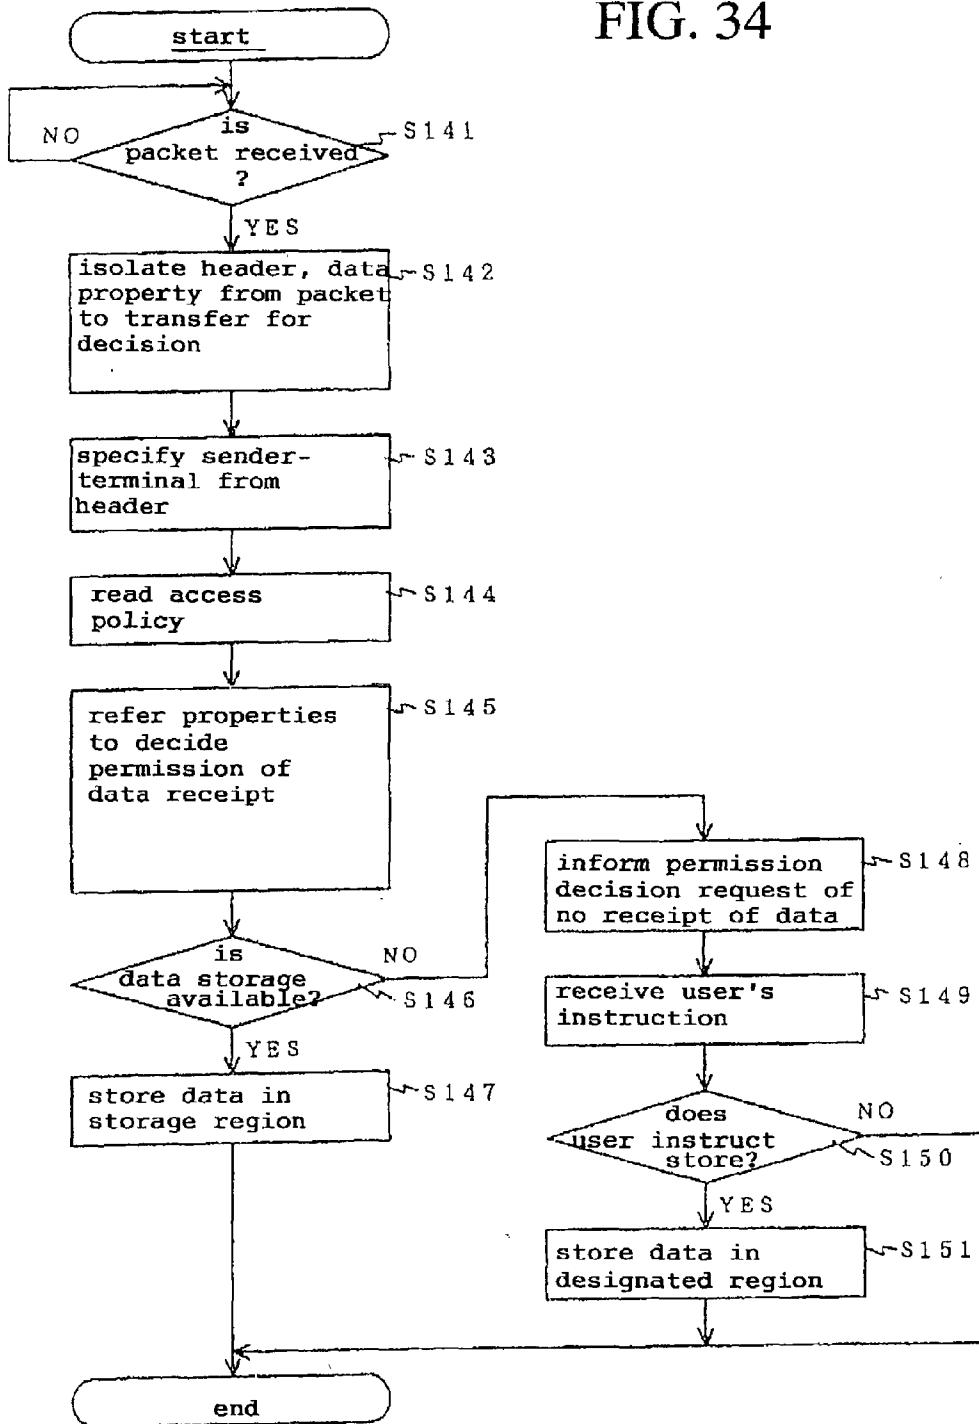 FIG. 34
start
is
packet received
?
S141
NO
YES
isolate header, data
property from packet
to transfer for
decision
S142
specify sender-
terminal from
header
S143
read access
policy
S144
refer properties
to decide
permission of
data receipt
S145
is
data storage
available?
S146
NO
YES
store data in
storage region
S147
inform permission
decision request of
no receipt of data
S148
receive user's
instruction
S149
does
user instruct
store?
NO
S150
YES
store data in
designated region
S151
end